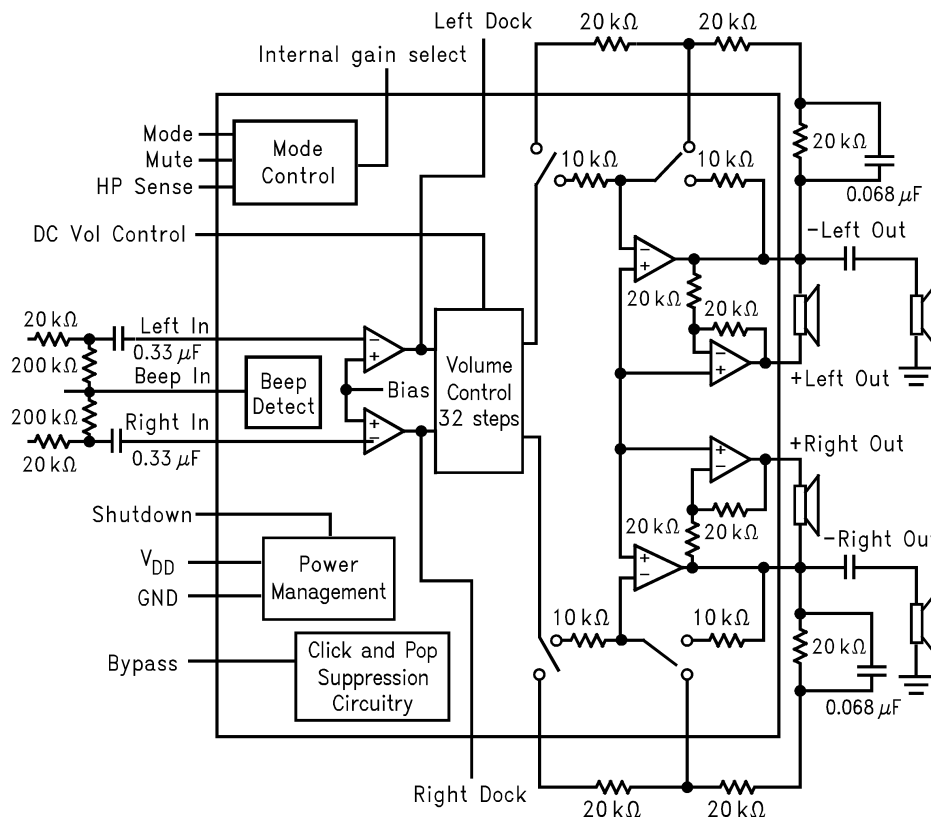 Left Dock
20 kΩ
20 kΩ
Internal gain select
Mode
Mute
HP Sense
Mode
Control
10 kΩ
10 kΩ
20 kΩ
0.068 μF
DC Vol Control
−Left Out
20 kΩ
Left In
0.33 μF
200 kΩ
Beep In
Beep
Detect
Bias
Volume
Control
32 steps
20 kΩ
20 kΩ
+Left Out
200 kΩ
Right In
20 kΩ
0.33 μF
+Right Out
20 kΩ
20 kΩ
Shutdown
VDD
GND
Power
Management
−Right Out
10 kΩ
10 kΩ
20 kΩ
0.068 μF
Bypass
Click and Pop
Suppression
Circuitry
Right Dock
20 kΩ
20 kΩ